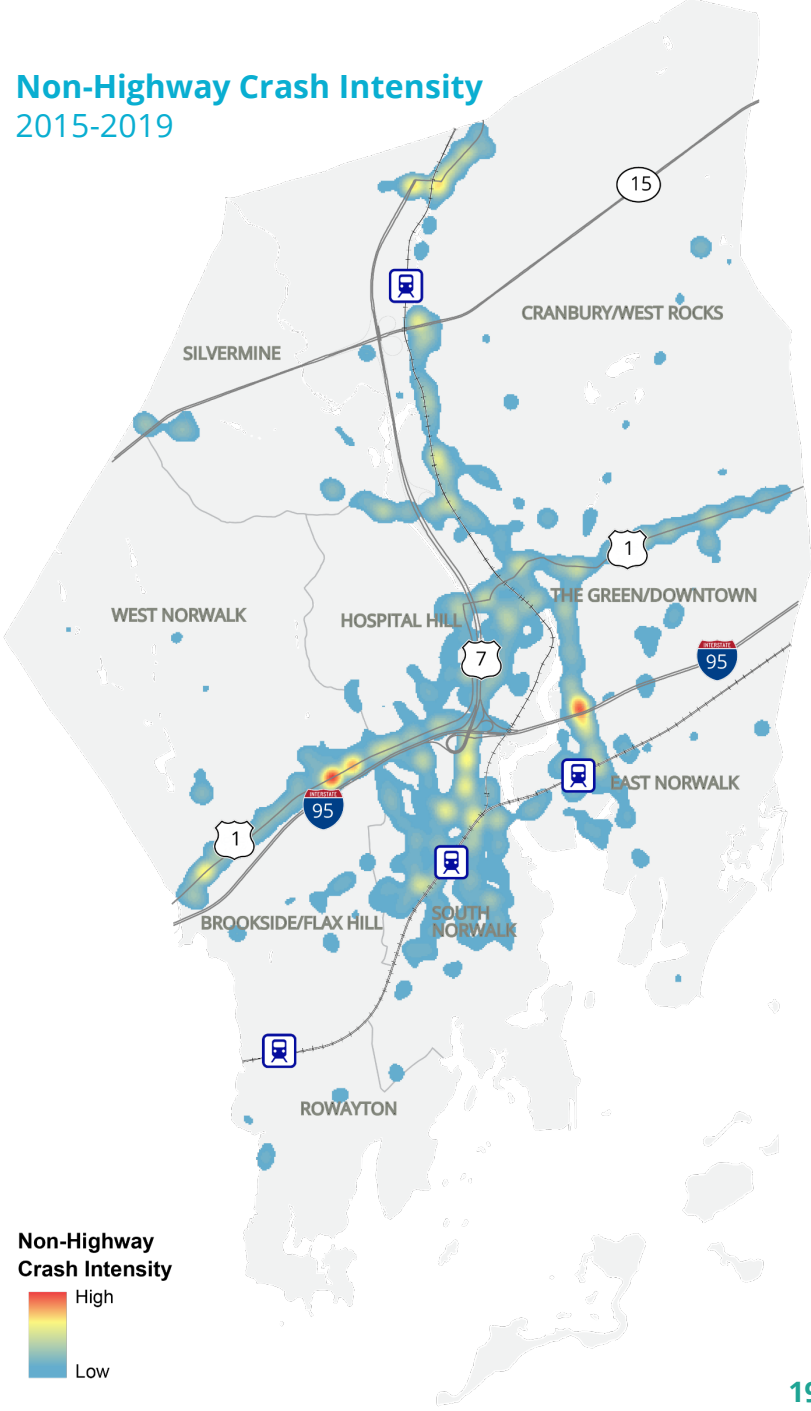 Non-Highway Crash Intensity
2015-2019
15
CRANBURY/WEST ROCKS
SILVERMINE
1
THE GREEN/DOWNTOWN
WEST NORWALK
HOSPITAL HILL
7
INTERSTATE
95
EAST NORWALK
INTERSTATE
95
1
BROOKSIDE/FLAX HILL
SOUTH
NORWALK
ROWAYTON
Non-Highway
Crash Intensity
High
Low
19